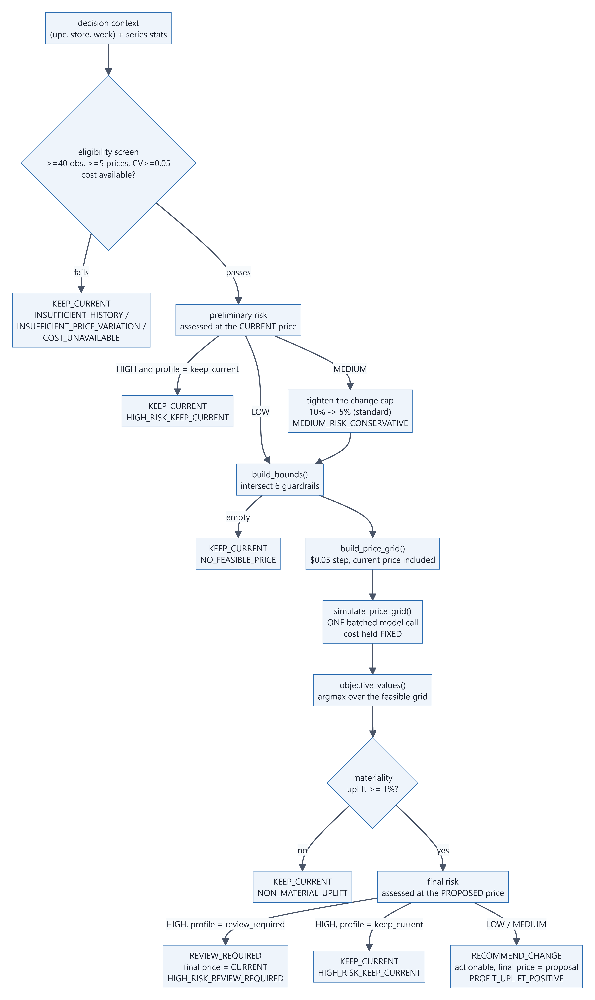 decision context
(upc, store, week) + series stats
eligibility screen
>=40 obs, >=5 prices, CV>=0.05
cost available?
fails
passes
KEEP_CURRENT
INSUFFICIENT_HISTORY /
INSUFFICIENT_PRICE_VARIATION /
COST_UNAVAILABLE
preliminary risk
assessed at the CURRENT price
HIGH and profile = keep_current
MEDIUM
LOW
KEEP_CURRENT
HIGH_RISK_KEEP_CURRENT
tighten the change cap
10% -> 5% (standard)
MEDIUM_RISK_CONSERVATIVE
build_bounds()
intersect 6 guardrails
empty
KEEP_CURRENT
NO_FEASIBLE_PRICE
build_price_grid()
$0.05 step, current price included
simulate_price_grid()
ONE batched model call
cost held FIXED
objective_values()
argmax over the feasible grid
materiality
uplift >= 1%?
no
yes
KEEP_CURRENT
NON_MATERIAL_UPLIFT
final risk
assessed at the PROPOSED price
HIGH, profile = review_required
HIGH, profile = keep_current
LOW / MEDIUM
REVIEW_REQUIRED
final price = CURRENT
HIGH_RISK_REVIEW_REQUIRED
KEEP_CURRENT
HIGH_RISK_KEEP_CURRENT
RECOMMEND_CHANGE
actionable, final price = proposal
PROFIT_UPLIFT_POSITIVE